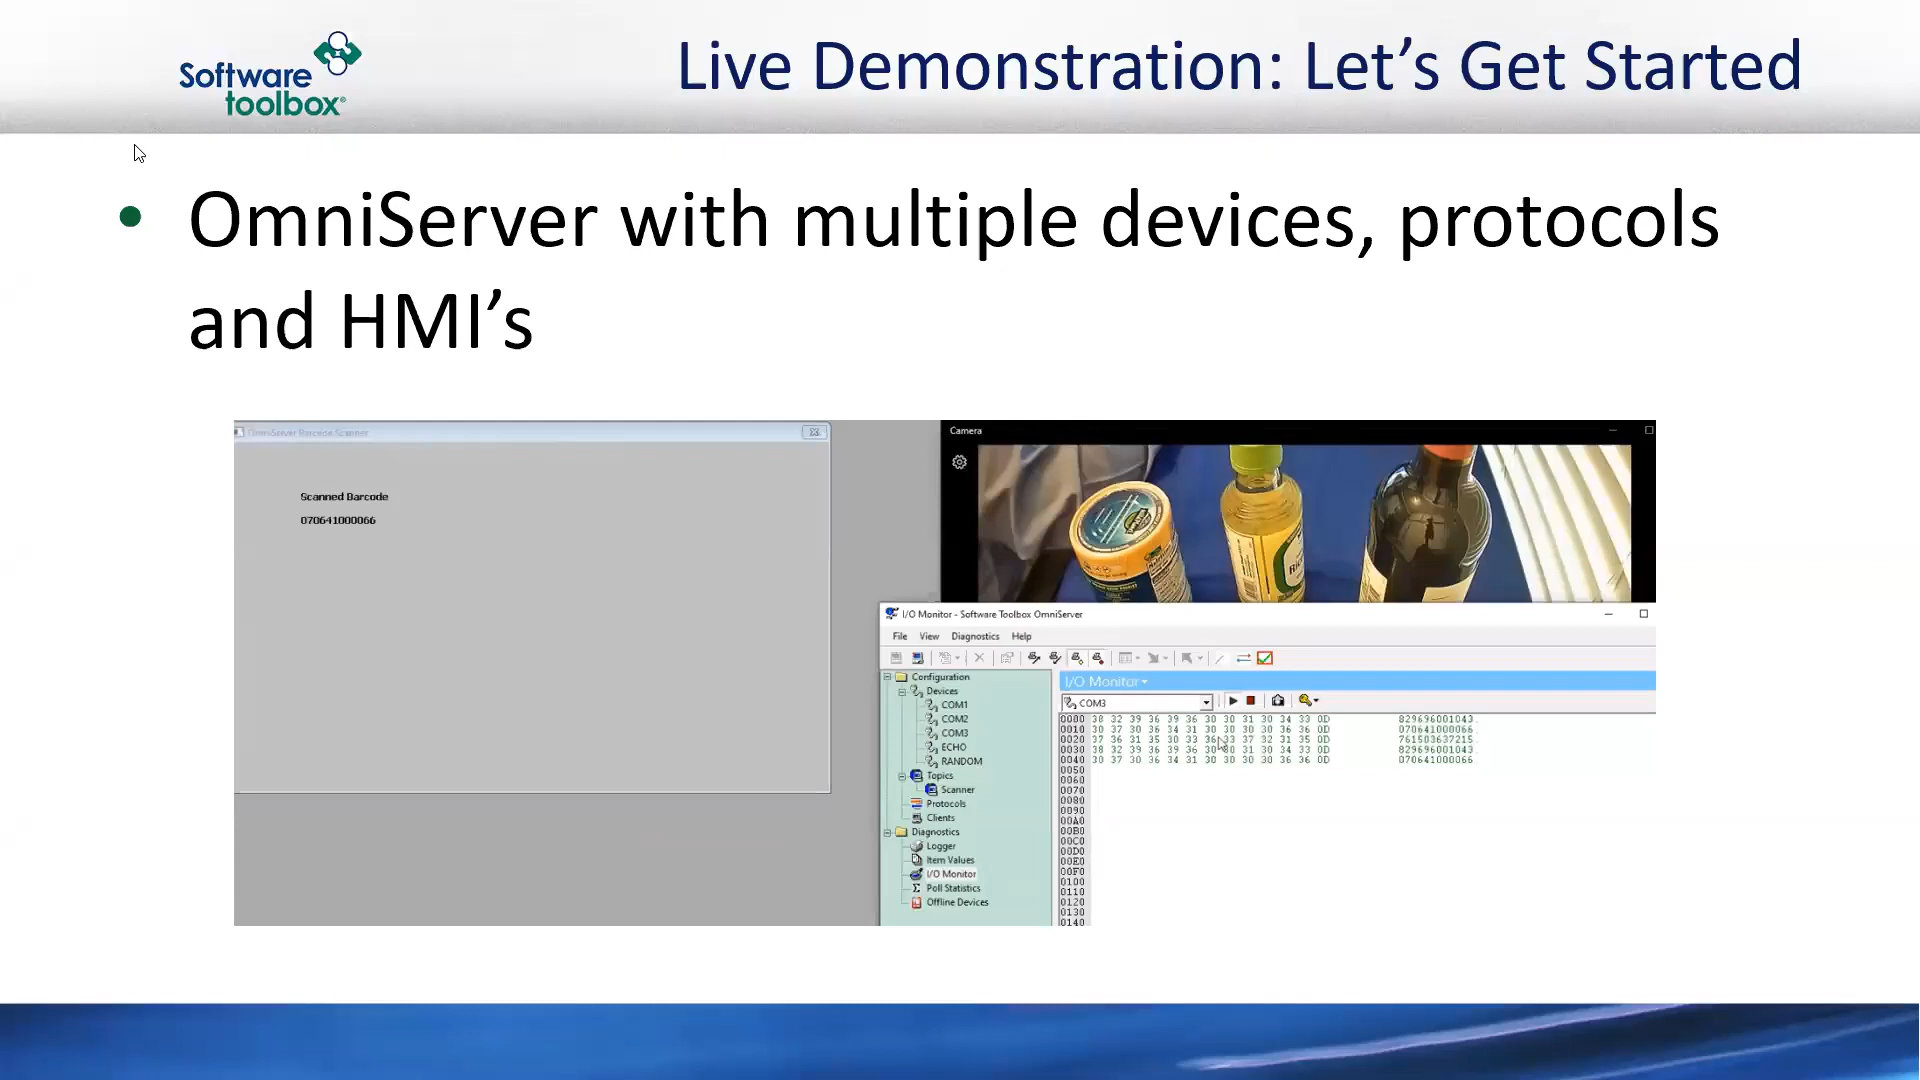 Software
toolbox®
Live Demonstration: Let's Get Started
• OmniServer with multiple devices, protocols
and HMI's
OmniServer Barcode Scanner
Scanned Barcode
070641000066
Camera
I/O Monitor - Software Toolbox OmniServer
File View Diagnostics Help
Configuration
Devices
COM1
COM2
COM3
ECHO
RANDOM
Topics
Scanner
Protocols
Clients
Diagnostics
Logger
Item Values
I/O Monitor
Poll Statistics
Offline Devices
I/O Monitor
COM3
0000 38 32 39 36 39 36 30 30 31 30 34 33 0D 829696001043.
0010 30 37 30 36 34 31 30 30 30 30 36 36 0D 070641000066.
0020 37 36 31 35 30 33 36 33 37 32 31 35 0D 761503637215.
0030 38 32 39 36 39 36 30 30 31 30 34 33 0D 829696001043.
0040 30 37 30 36 34 31 30 30 30 30 36 36 0D 070641000066.
0050
0060
0070
0080
0090
00A0
00B0
00C0
00D0
00E0
00F0
0100
0110
0120
0130
0140